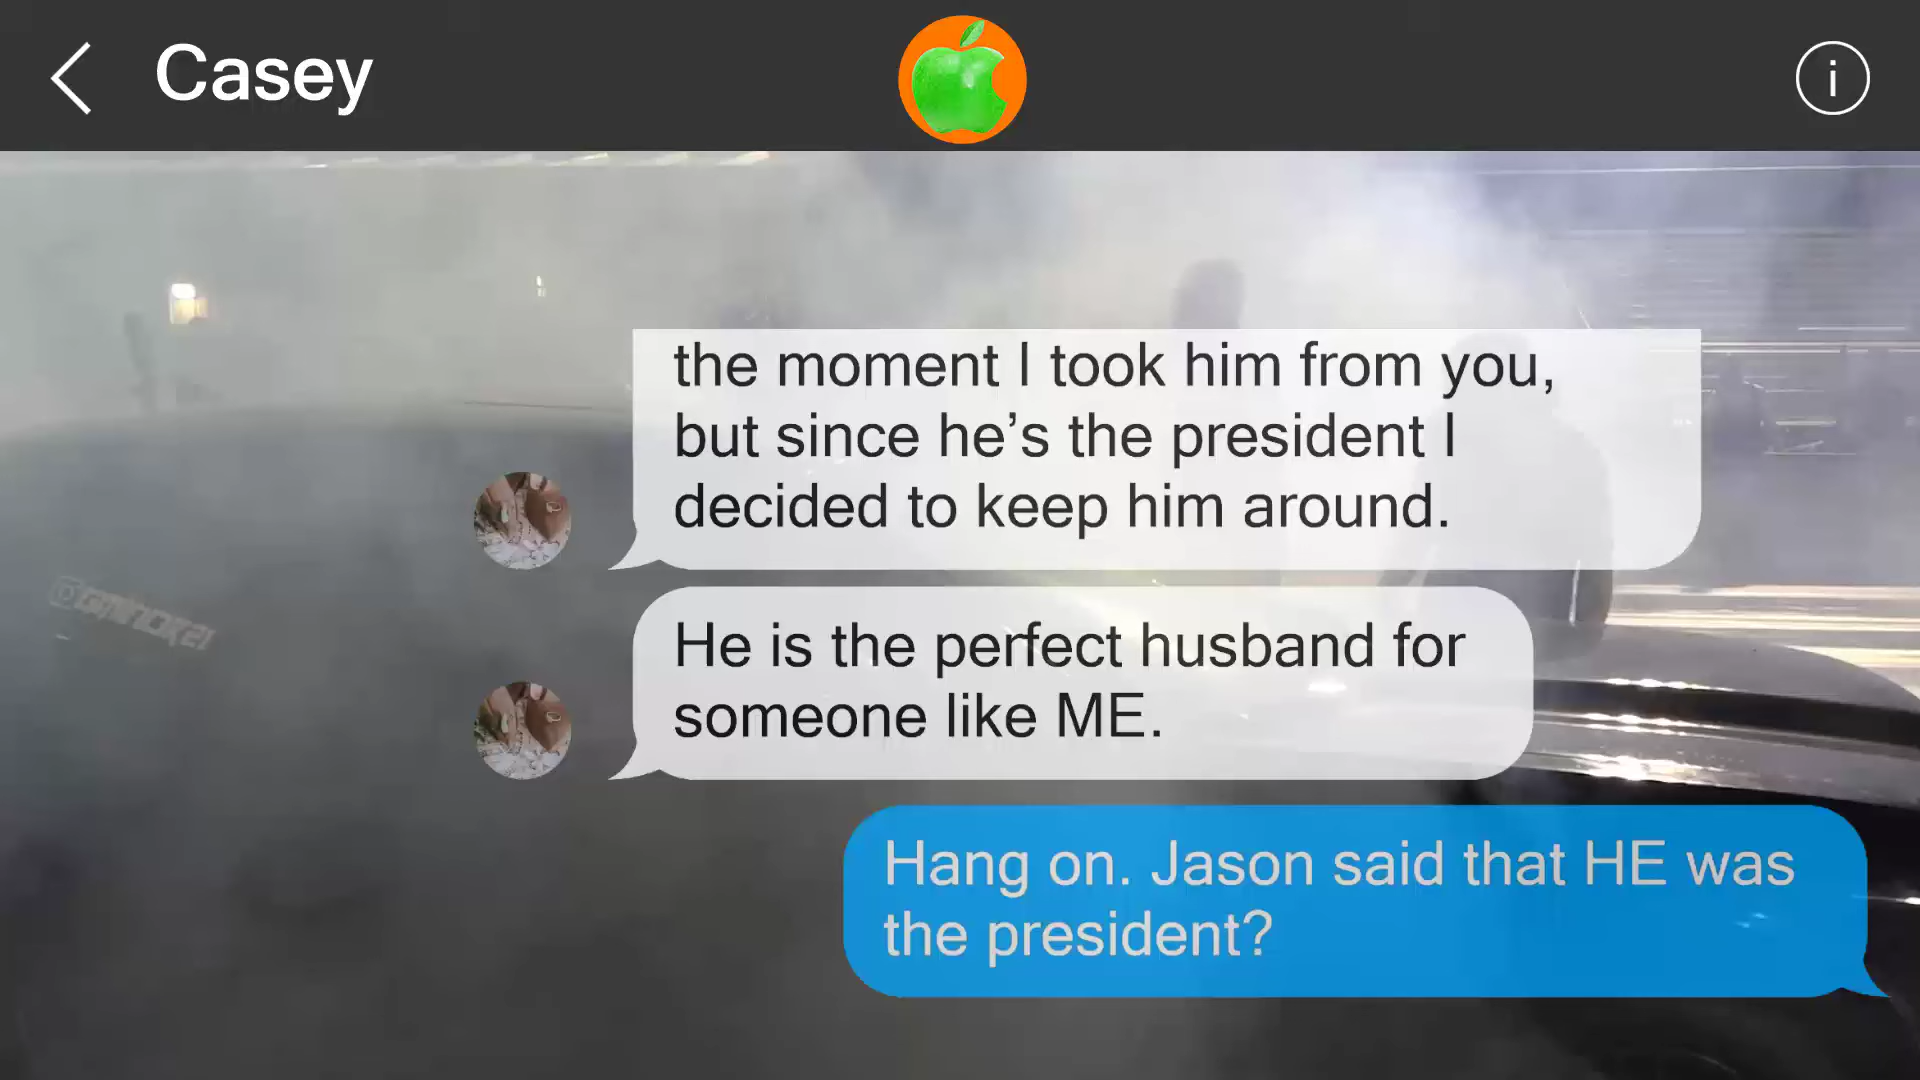 Casey
i
the moment I took him from you,
but since he’s the president I
decided to keep him around.
He is the perfect husband for
someone like ME.
Hang on. Jason said that HE was
the president?